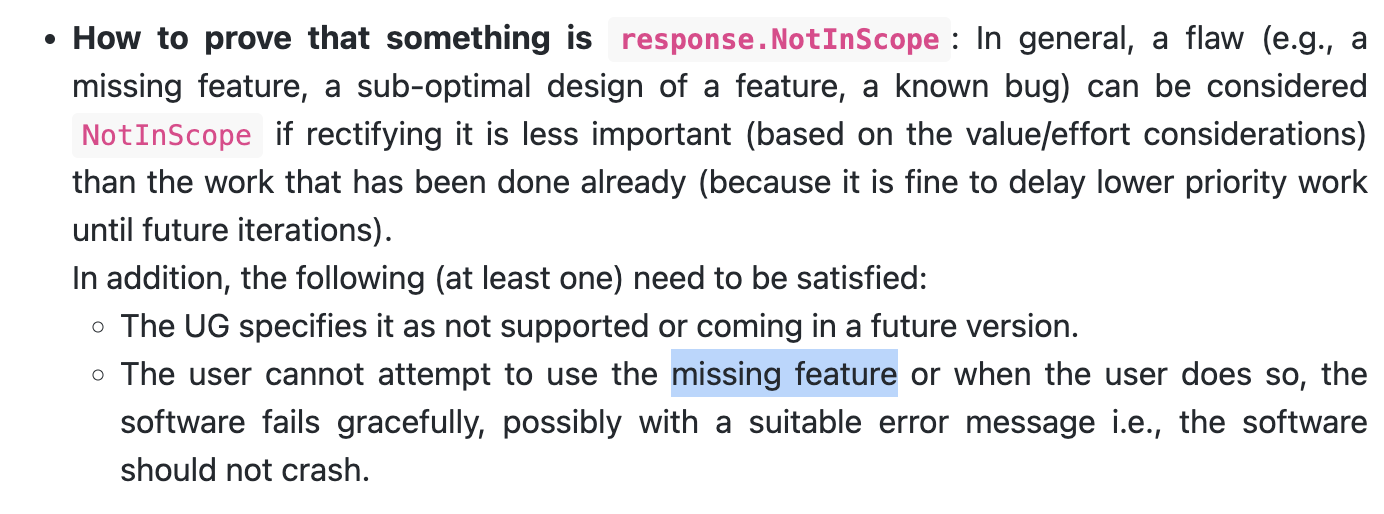 • How to prove that something is response.NotInScope: In general, a flaw (e.g., a
missing feature, a sub-optimal design of a feature, a known bug) can be considered
NotInScope if rectifying it is less important (based on the value/effort considerations)
than the work that has been done already (because it is fine to delay lower priority work
until future iterations).
In addition, the following (at least one) need to be satisfied:
◦ The UG specifies it as not supported or coming in a future version.
◦ The user cannot attempt to use the missing feature or when the user does so, the
software fails gracefully, possibly with a suitable error message i.e., the software
should not crash.